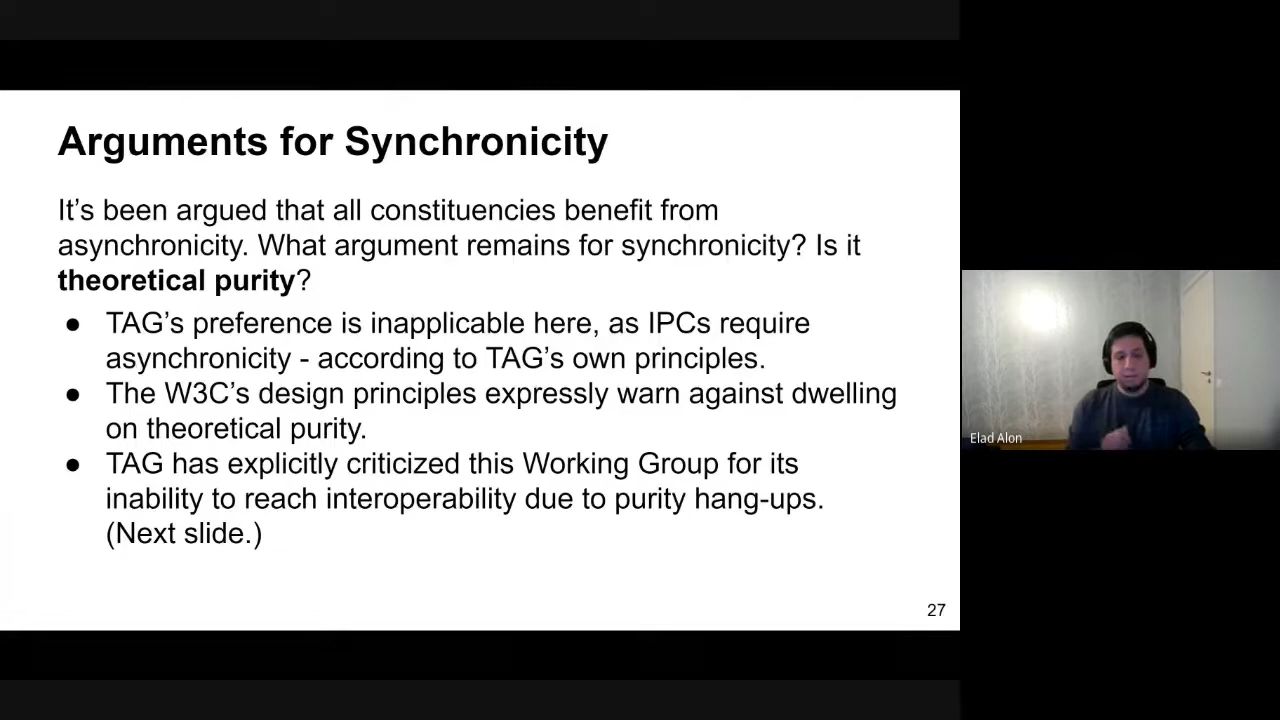 Arguments for Synchronicity
It’s been argued that all constituencies benefit from
asynchronicity. What argument remains for synchronicity? Is it
theoretical purity?
● TAG’s preference is inapplicable here, as IPCs require
asynchronicity - according to TAG’s own principles.
● The W3C’s design principles expressly warn against dwelling
on theoretical purity.
● TAG has explicitly criticized this Working Group for its
inability to reach interoperability due to purity hang-ups.
(Next slide.)
27
Elad Alon